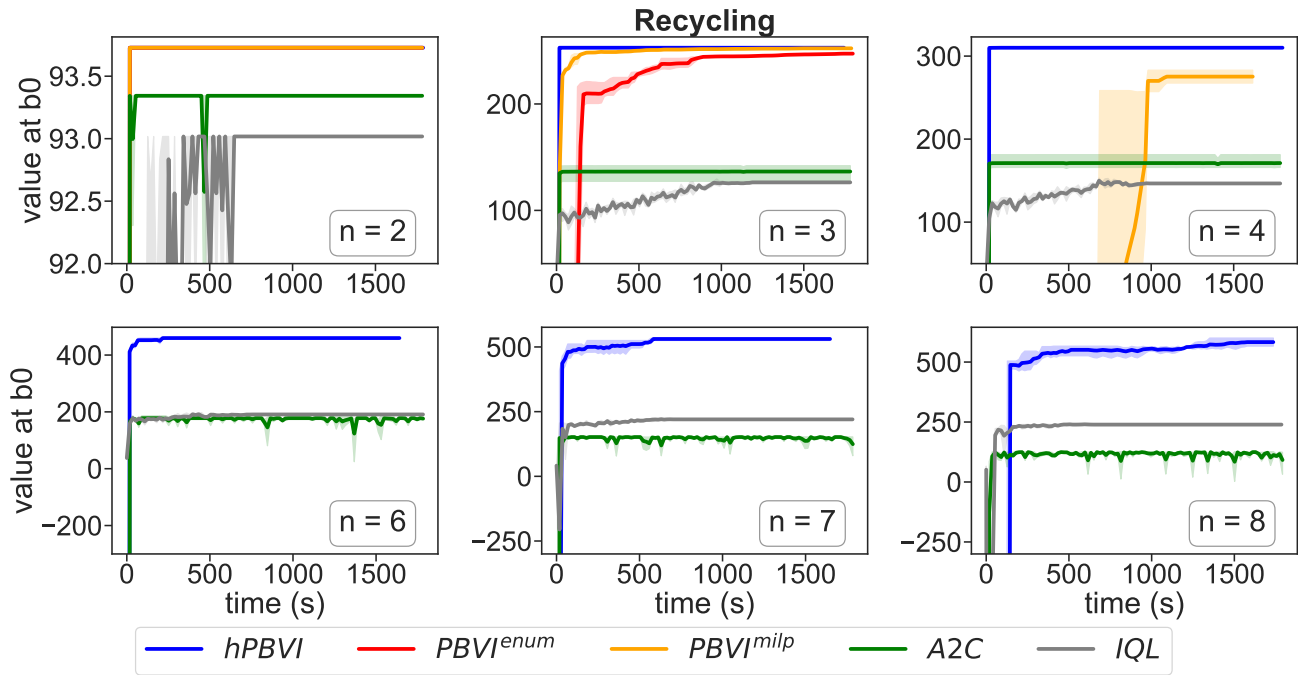 Recycling
value at b0
93.5
93.0
92.5
92.0
n = 2
0 500 1000 1500
200
100
n = 3
0 500 1000 1500
300
200
100
n = 4
0 500 1000 1500
value at b0
400
200
0
−200
n = 6
0 500 1000 1500
time (s)
500
250
0
−250
n = 7
0 500 1000 1500
time (s)
500
250
0
−250
n = 8
0 500 1000 1500
time (s)
hPBVI PBVI^enum PBVI^milp A2C IQL